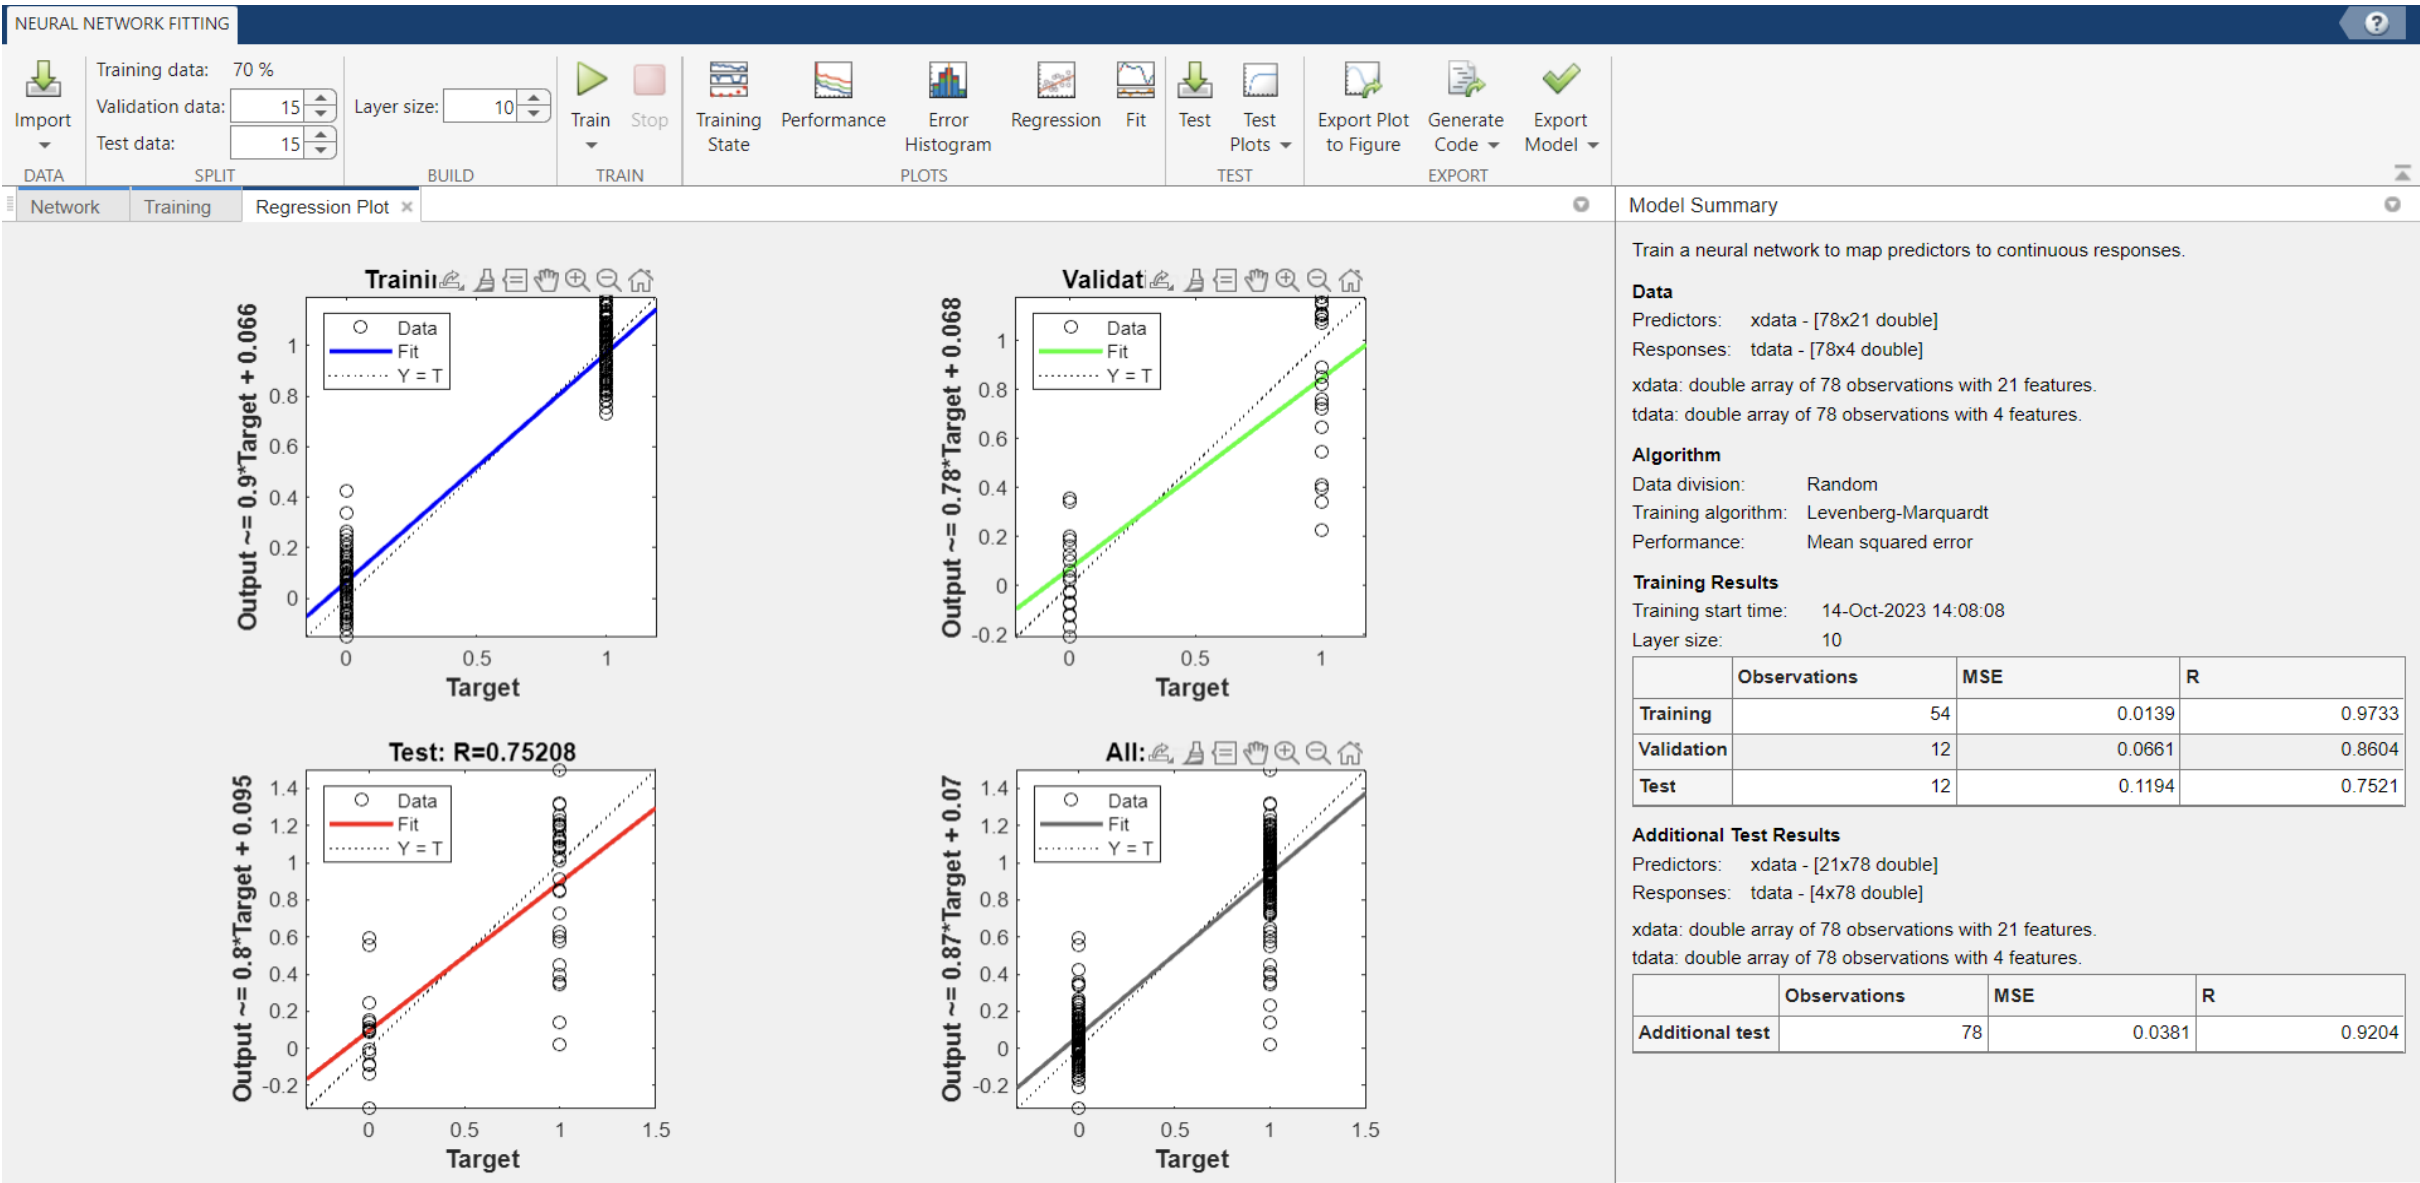 NEURAL NETWORK FITTING
?
Import
DATA
Training data: 70 %
Validation data: 15
Test data: 15
SPLIT
Layer size: 10
BUILD
Train
Stop
TRAIN
Training State
Performance
Error Histogram
Regression
Fit
PLOTS
Test
Test Plots
TEST
Export Plot to Figure
Generate Code
Export Model
EXPORT
Network
Training
Regression Plot ×
Output ~= 0.9*Target + 0.066
Data
Fit
Y = T
1
0.8
0.6
0.4
0.2
0
0 0.5 1
Target
Output ~= 0.78*Target + 0.068
Data
Fit
Y = T
1
0.8
0.6
0.4
0.2
0
-0.2
0 0.5 1
Target
Test: R=0.75208
Output ~= 0.8*Target + 0.095
Data
Fit
Y = T
1.4
1.2
1
0.8
0.6
0.4
0.2
0
-0.2
0 0.5 1 1.5
Target
All:
Output ~= 0.87*Target + 0.07
Data
Fit
Y = T
1.4
1.2
1
0.8
0.6
0.4
0.2
0
-0.2
0 0.5 1 1.5
Target
Model Summary
Train a neural network to map predictors to continuous responses.
Data
Predictors: xdata - [78x21 double]
Responses: tdata - [78x4 double]
xdata: double array of 78 observations with 21 features.
tdata: double array of 78 observations with 4 features.
Algorithm
Data division: Random
Training algorithm: Levenberg-Marquardt
Performance: Mean squared error
Training Results
Training start time: 14-Oct-2023 14:08:08
Layer size: 10
Observations MSE R
Training 54 0.0139 0.9733
Validation 12 0.0661 0.8604
Test 12 0.1194 0.7521
Additional Test Results
Predictors: xdata - [21x78 double]
Responses: tdata - [4x78 double]
xdata: double array of 78 observations with 21 features.
tdata: double array of 78 observations with 4 features.
Observations MSE R
Additional test 78 0.0381 0.9204